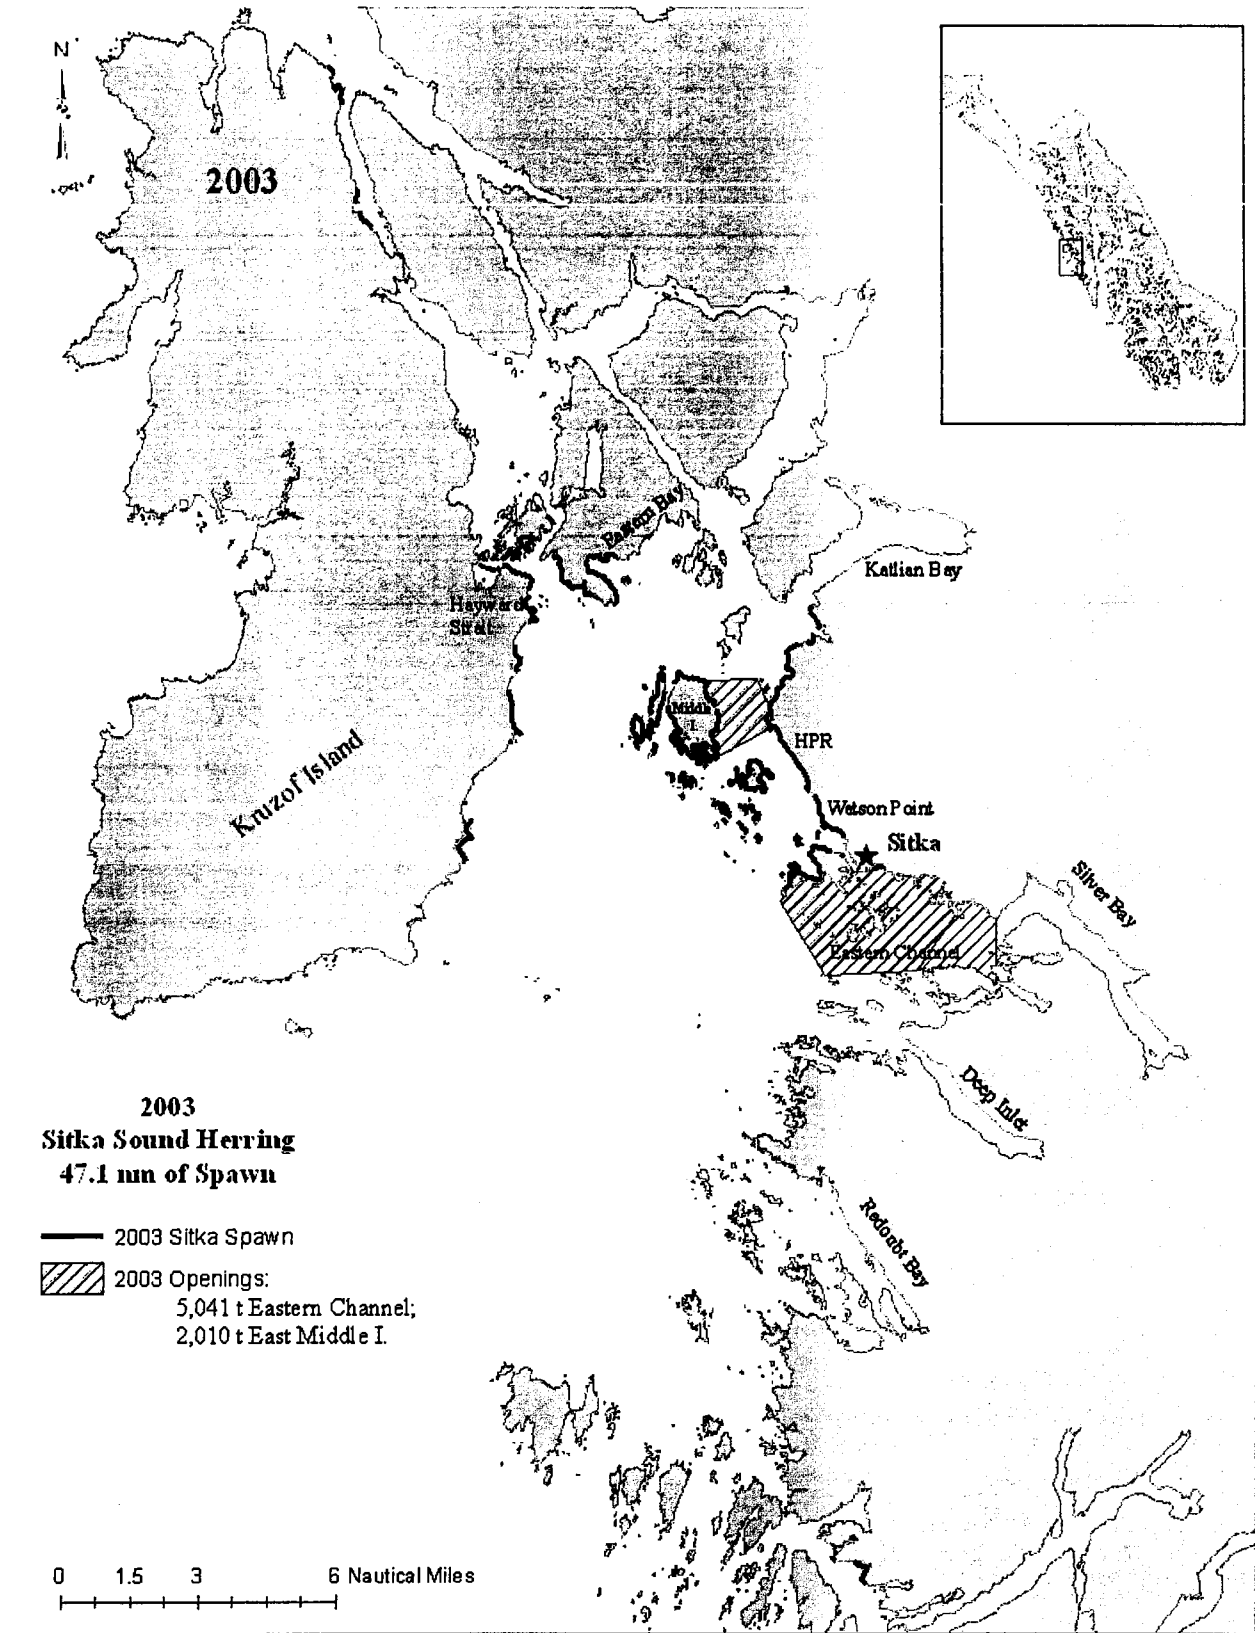 N
2003
Eastern Bay
Katlian Bay
Hayward
Strait
Middle
I.
HPR
Kruzof Island
Watson Point
Sitka
Silver Bay
Eastern Channel
Deep Inlet
2003
Sitka Sound Herring
47.1 nm of Spawn
Redoubt Bay
2003 Sitka Spawn
2003 Openings:
5,041 t Eastern Channel;
2,010 t East Middle I.
0 1.5 3 6 Nautical Miles